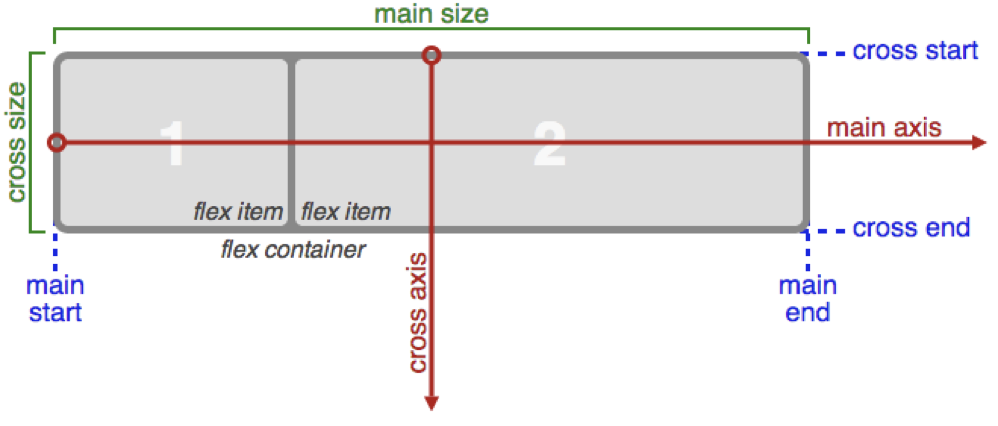 main size
cross start
cross size
1
2
main axis
flex item
flex item
cross end
flex container
cross axis
main
start
main
end